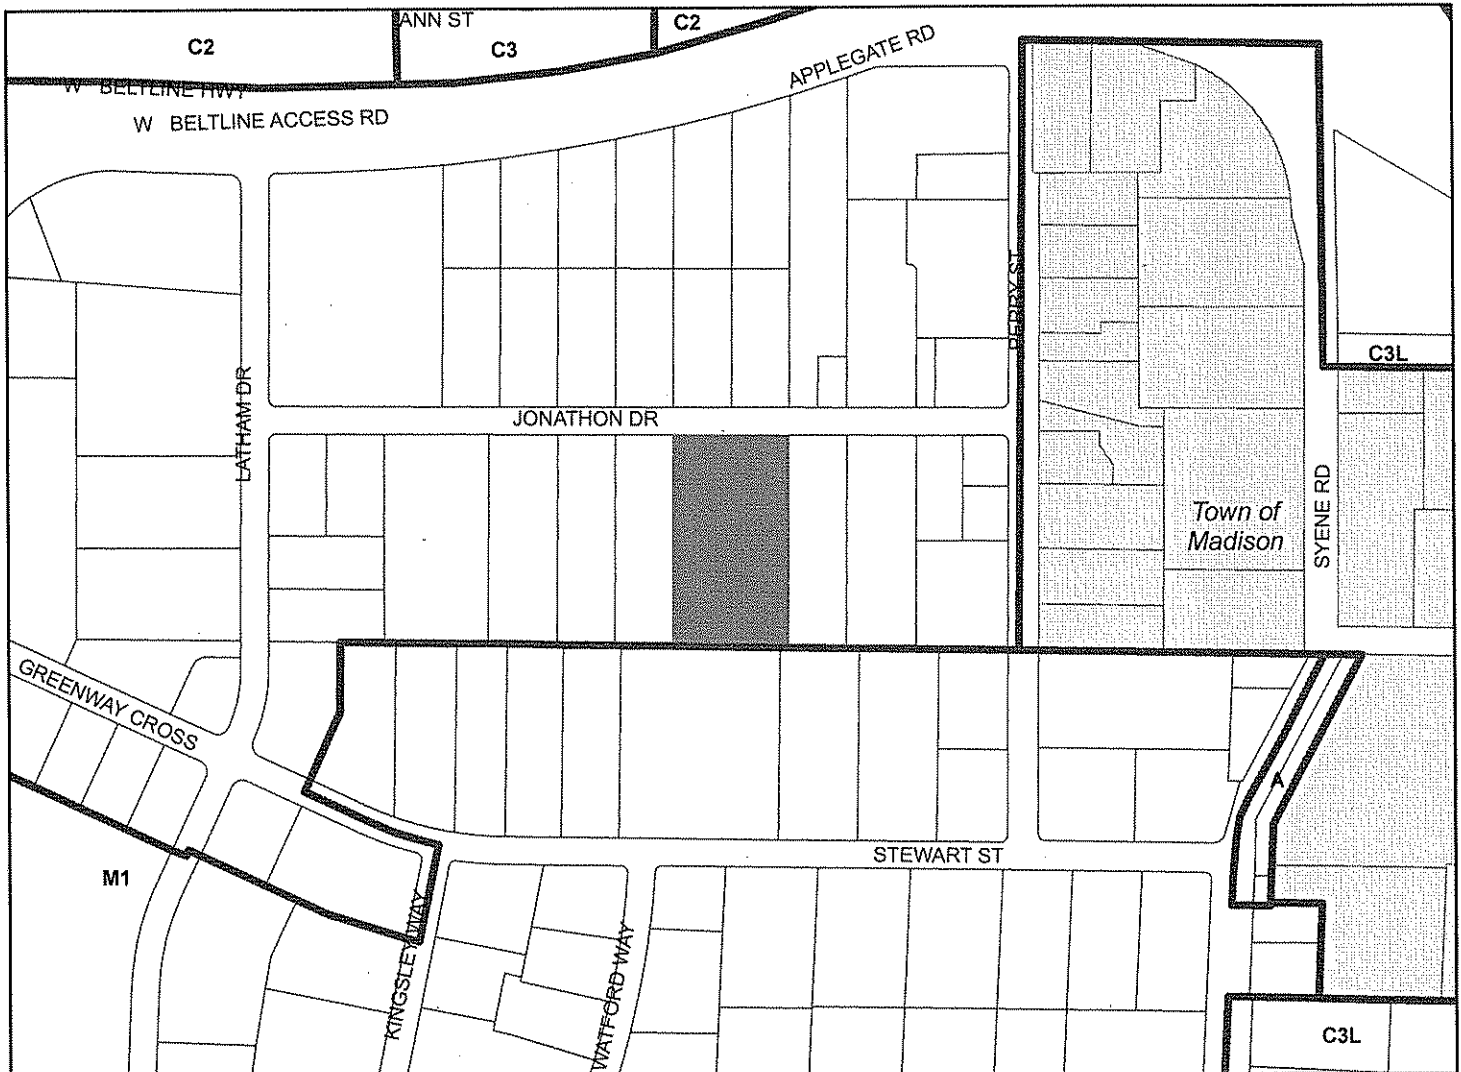 ANN ST
C2
C2
C3
APPLEGATE RD
W BELTLINE HWY
W BELTLINE ACCESS RD
PERRY ST
C3L
LATHAM DR
JONATHON DR
SYENE RD
Town of
Madison
GREENWAY CROSS
A
STEWART ST
M1
KINGSLEY WAY
WATFORD WAY
C3L